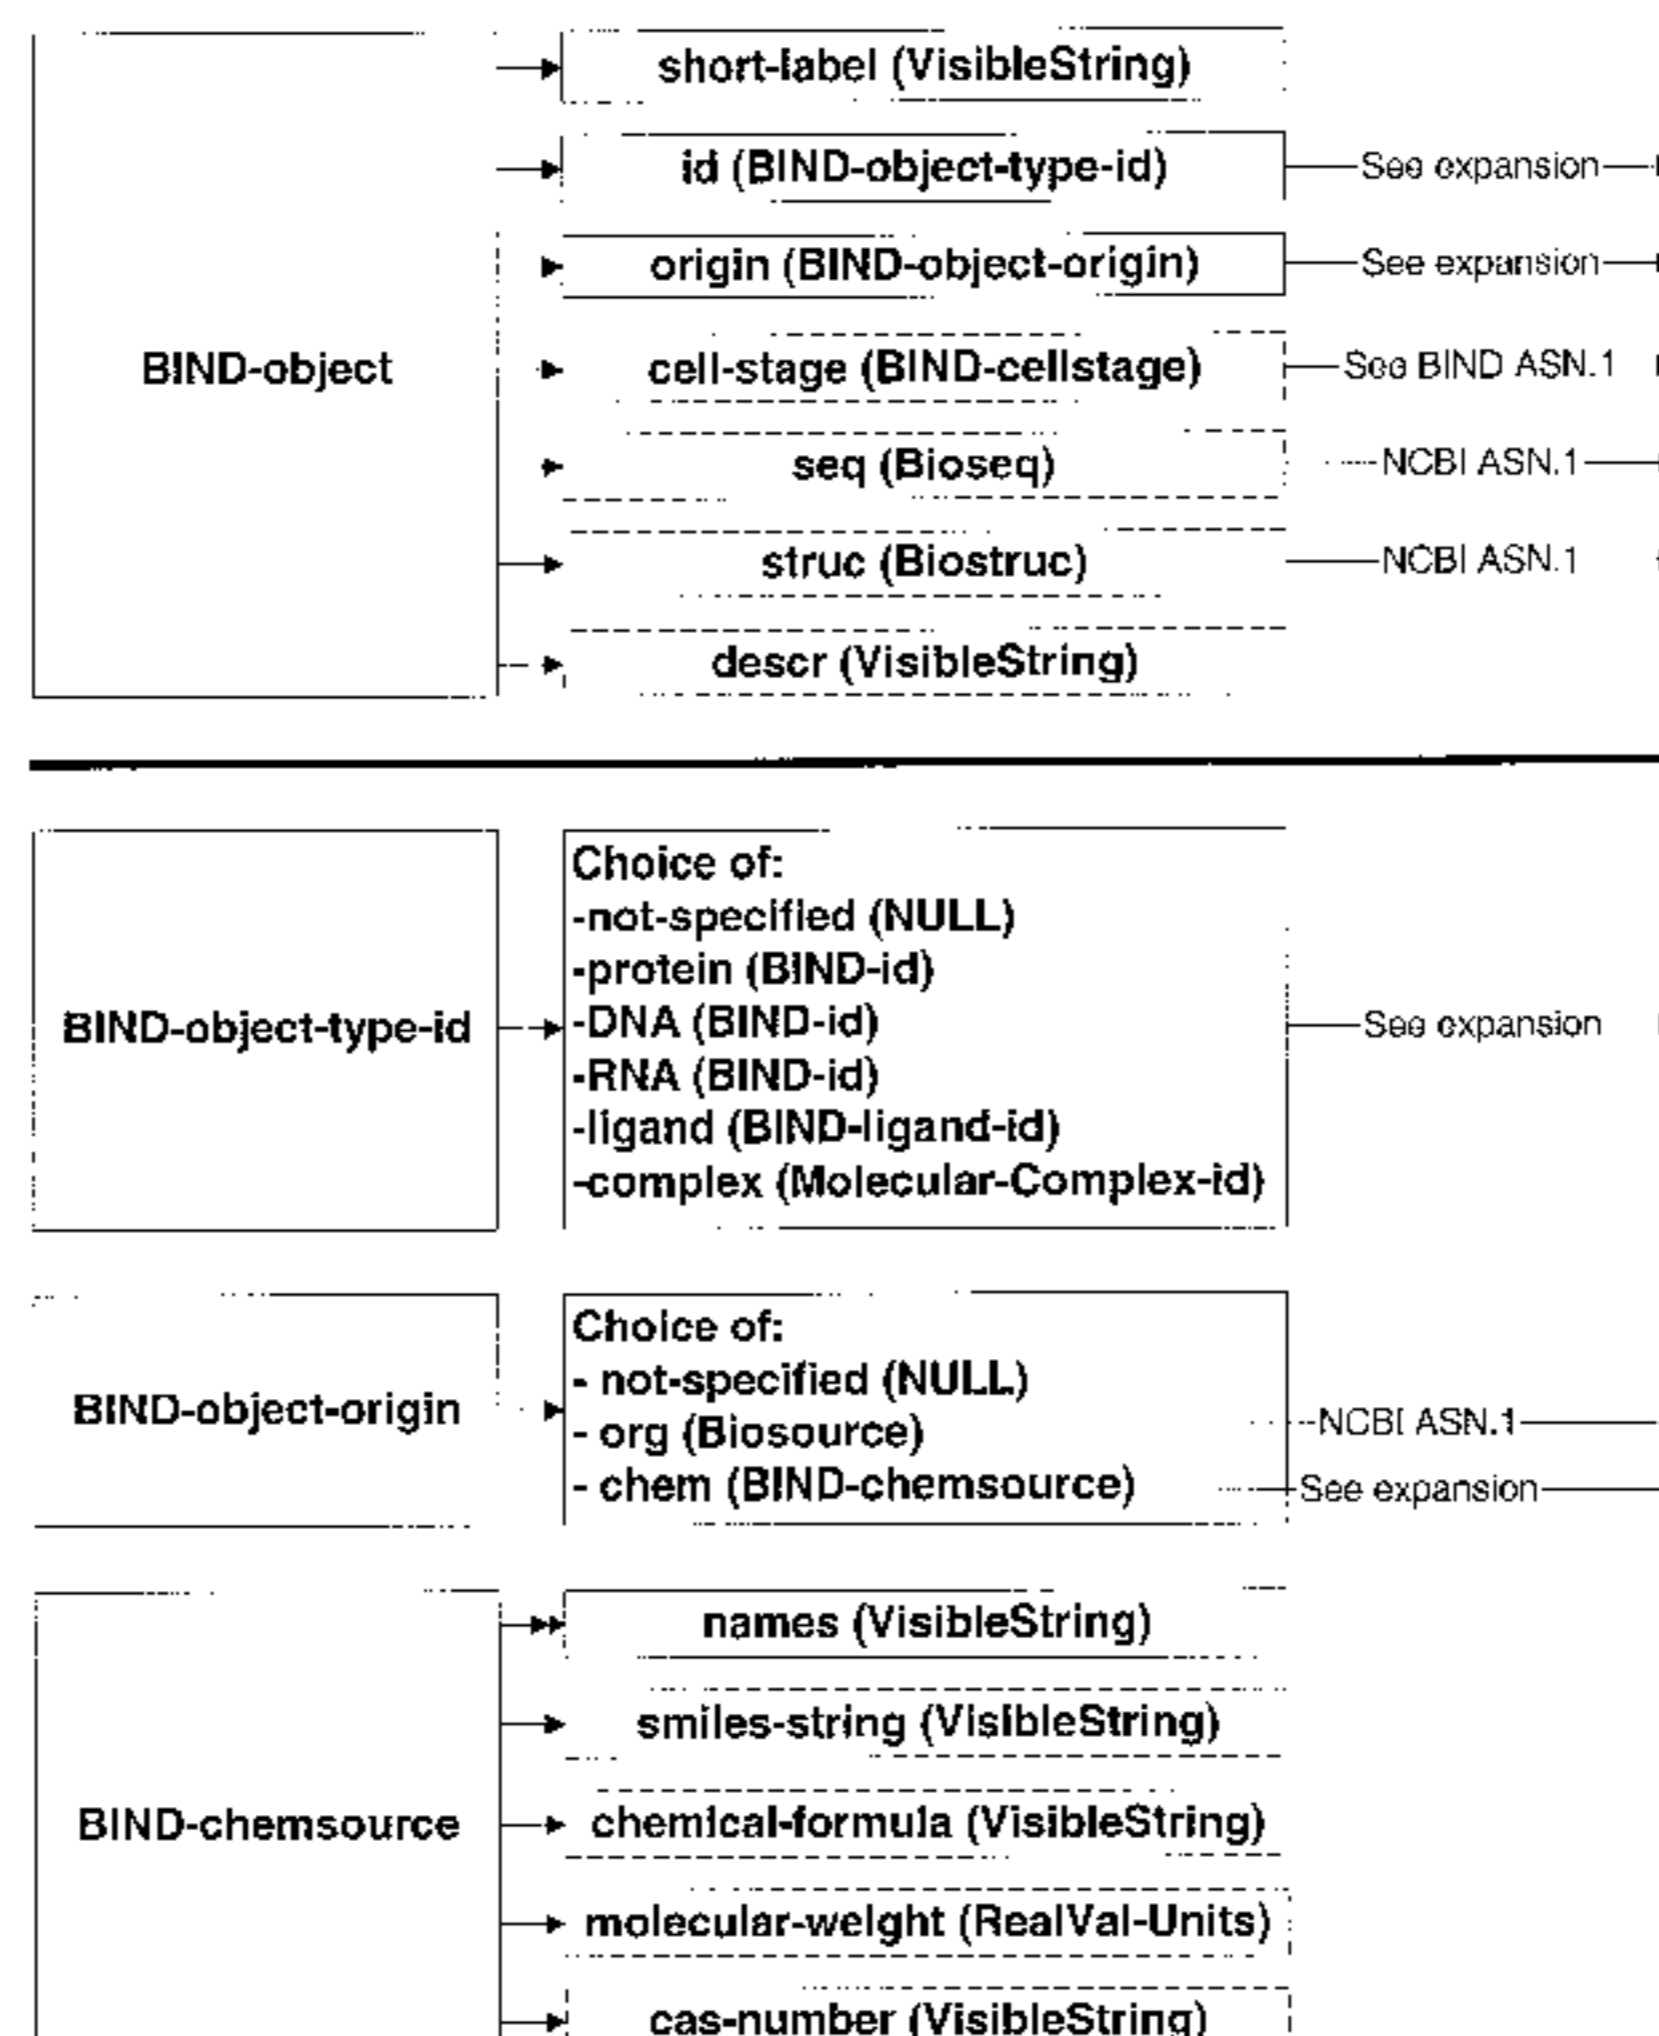 short-label (VisibleString)
id (BIND-object-type-id)
See expansion
origin (BIND-object-origin)
See expansion
BIND-object
cell-stage (BIND-cellstage)
See BIND ASN.1
seq (Bioseq)
NCBI ASN.1
struc (Biostruc)
NCBI ASN.1
descr (VisibleString)
Choice of:
-not-specified (NULL)
-protein (BIND-id)
BIND-object-type-id
-DNA (BIND-id)
See expansion
-RNA (BIND-id)
-ligand (BIND-ligand-id)
-complex (Molecular-Complex-id)
Choice of:
- not-specified (NULL)
BIND-object-origin
- org (Biosource)
NCBI ASN.1
- chem (BIND-chemsource)
See expansion
names (VisibleString)
smiles-string (VisibleString)
BIND-chemsource
chemical-formula (VisibleString)
molecular-weight (RealVal-Units)
cas-number (VisibleString)